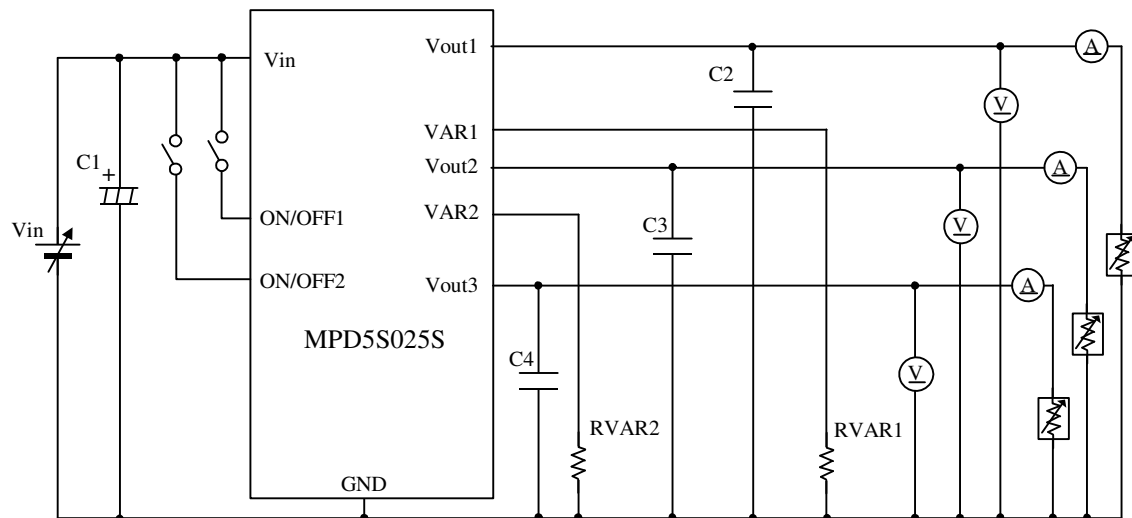 Vin
Vout1
C2
A
V
C1
+
VAR1
Vout2
A
ON/OFF1
VAR2
C3
V
Vin
ON/OFF2
Vout3
A
MPD5S025S
C4
V
RVAR2
RVAR1
GND